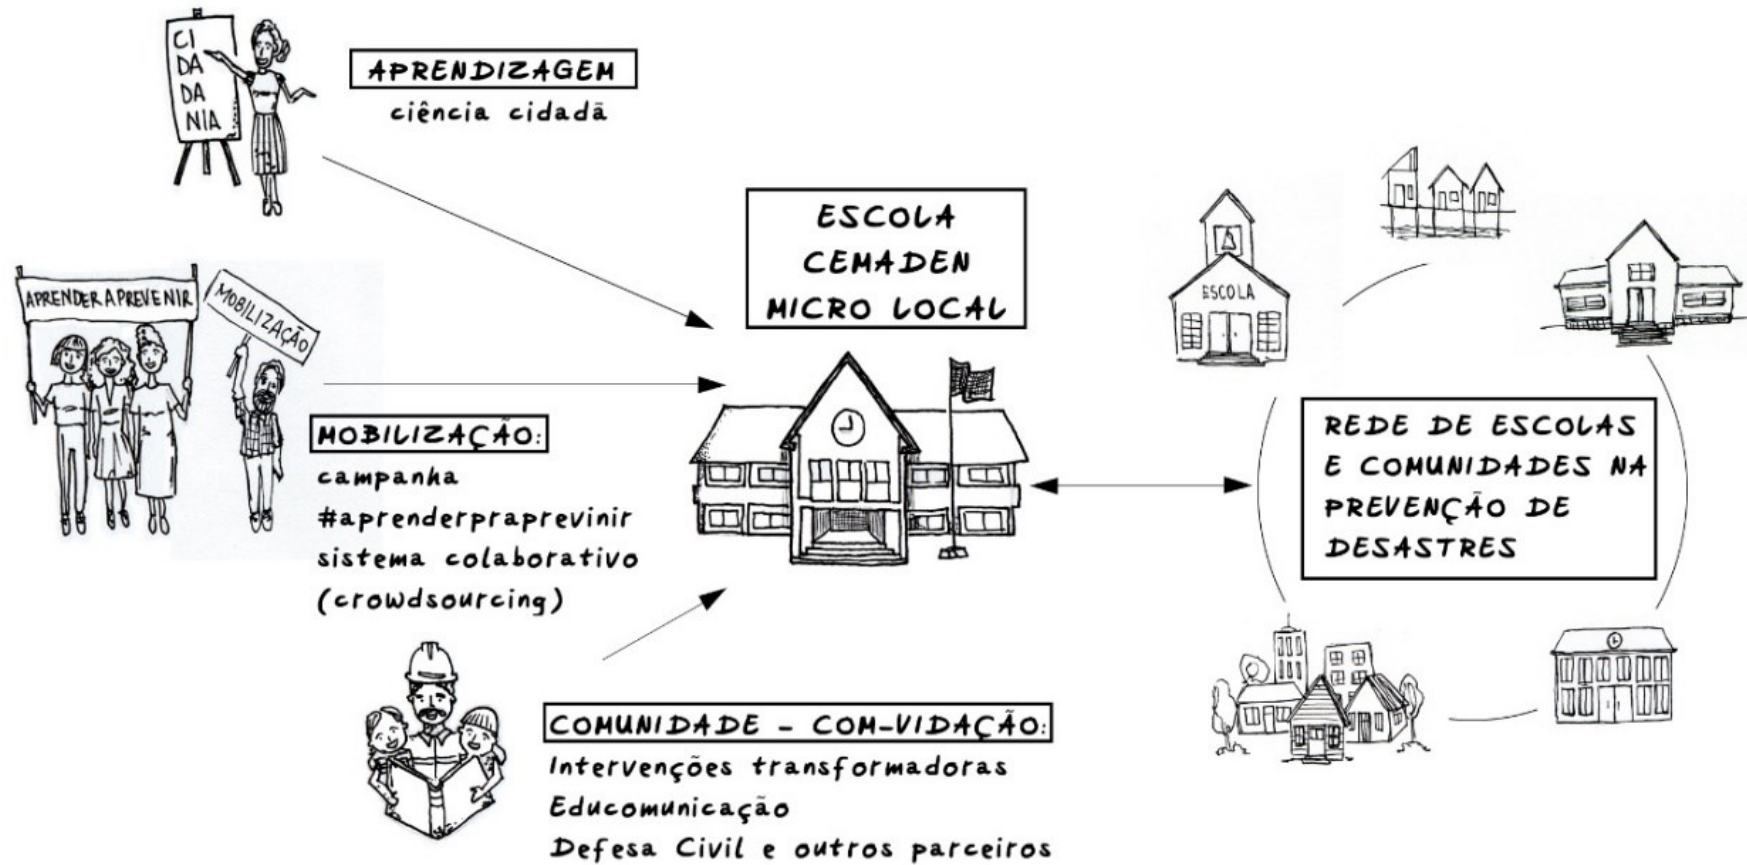 CI
DA
DA
NIA
APRENDIZAGEM
ciência cidadã
APRENDER A PREVENIR
MOBILIZAÇÃO
MOBILIZAÇÃO:
campanha
#aprenderpraprevinir
sistema colaborativo
(crowdsourcing)
COMUNIDADE - COM-VIDAÇÃO:
Intervenções transformadoras
Educomunicação
Defesa Civil e outros parceiros
ESCOLA
CEMADEN
MICRO LOCAL
ESCOLA
REDE DE ESCOLAS
E COMUNIDADES NA
PREVENÇÃO DE
DESASTRES